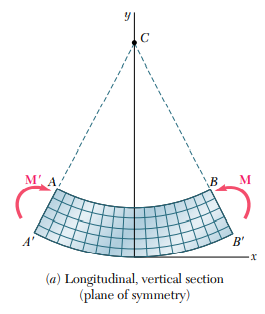 y
C
M′ A
B M
A′
B′
x
(a) Longitudinal, vertical section
(plane of symmetry)